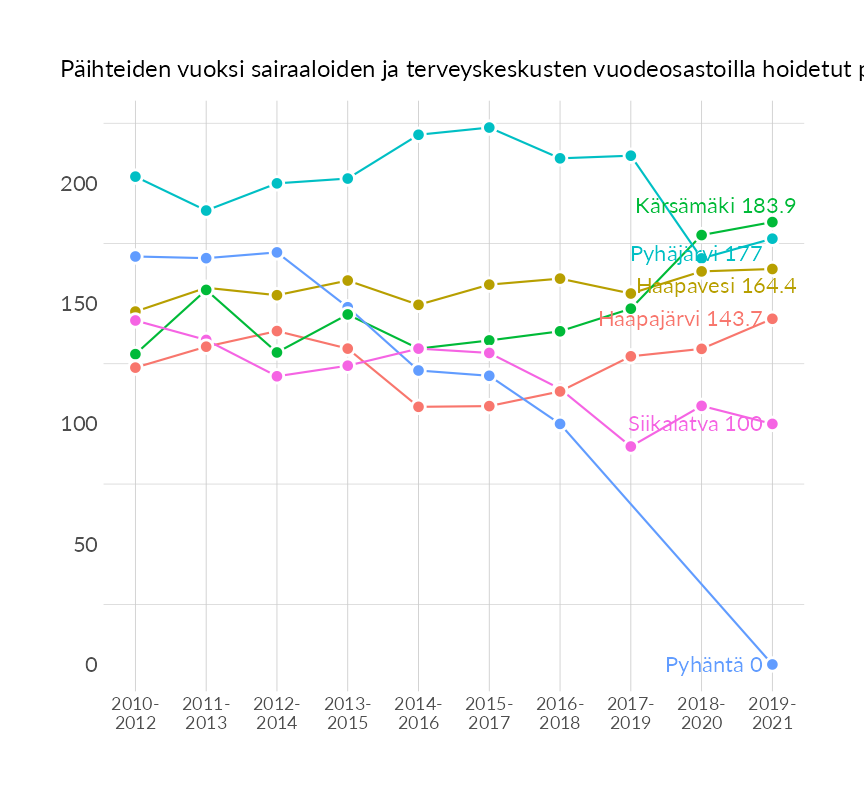 Päihteiden vuoksi sairaaloiden ja terveyskeskusten vuodeosastoilla hoidetut
200
150
100
50
0
Kärsämäki 183.9
Pyhäjärvi 177
Haapavesi 164.4
Haapajärvi 143.7
Siikalatva 100
Pyhäntä 0
2010-2012
2011-2013
2012-2014
2013-2015
2014-2016
2015-2017
2016-2018
2017-2019
2018-2020
2019-2021